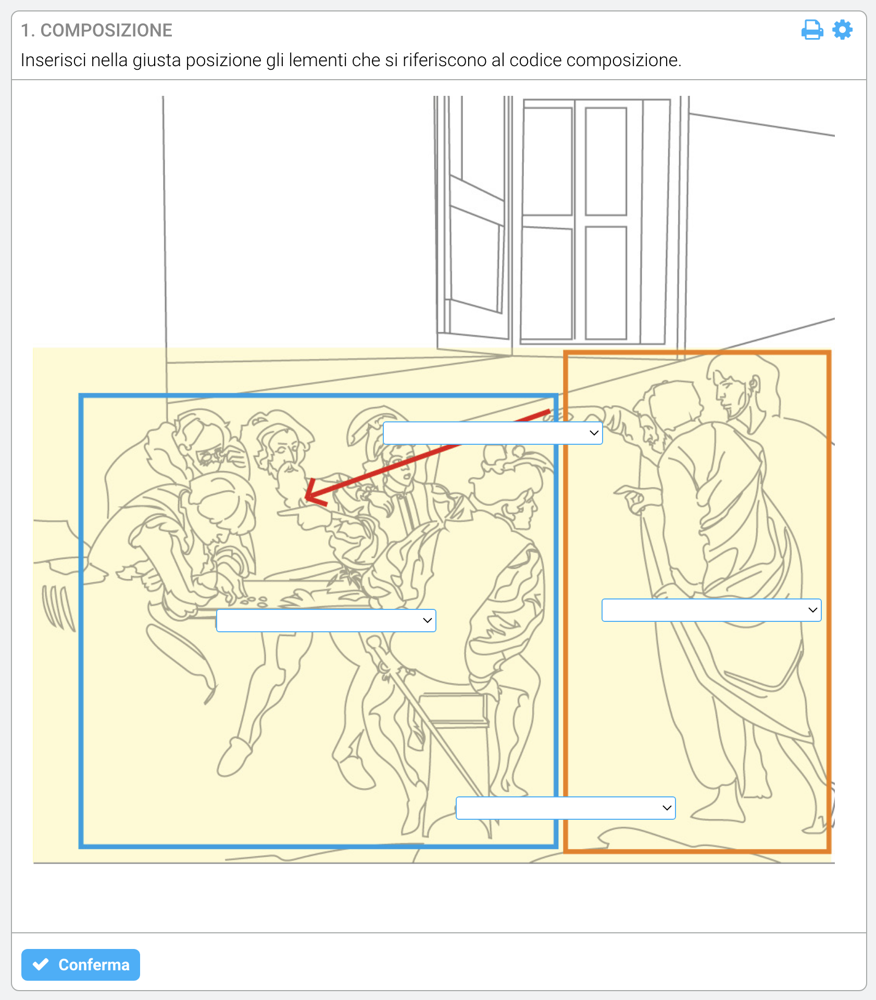 1. COMPOSIZIONE
Inserisci nella giusta posizione gli lementi che si riferiscono al codice composizione.
Conferma